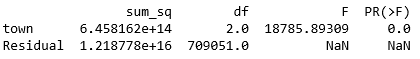 sum_sq df F PR(>F)
town 6.458162e+14 2.0 18785.89309 0.0
Residual 1.218778e+16 709051.0 NaN NaN